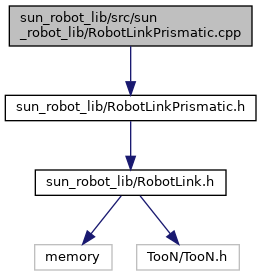 sun_robot_lib/src/sun
_robot_lib/RobotLinkPrismatic.cpp
sun_robot_lib/RobotLinkPrismatic.h
sun_robot_lib/RobotLink.h
memory
TooN/TooN.h